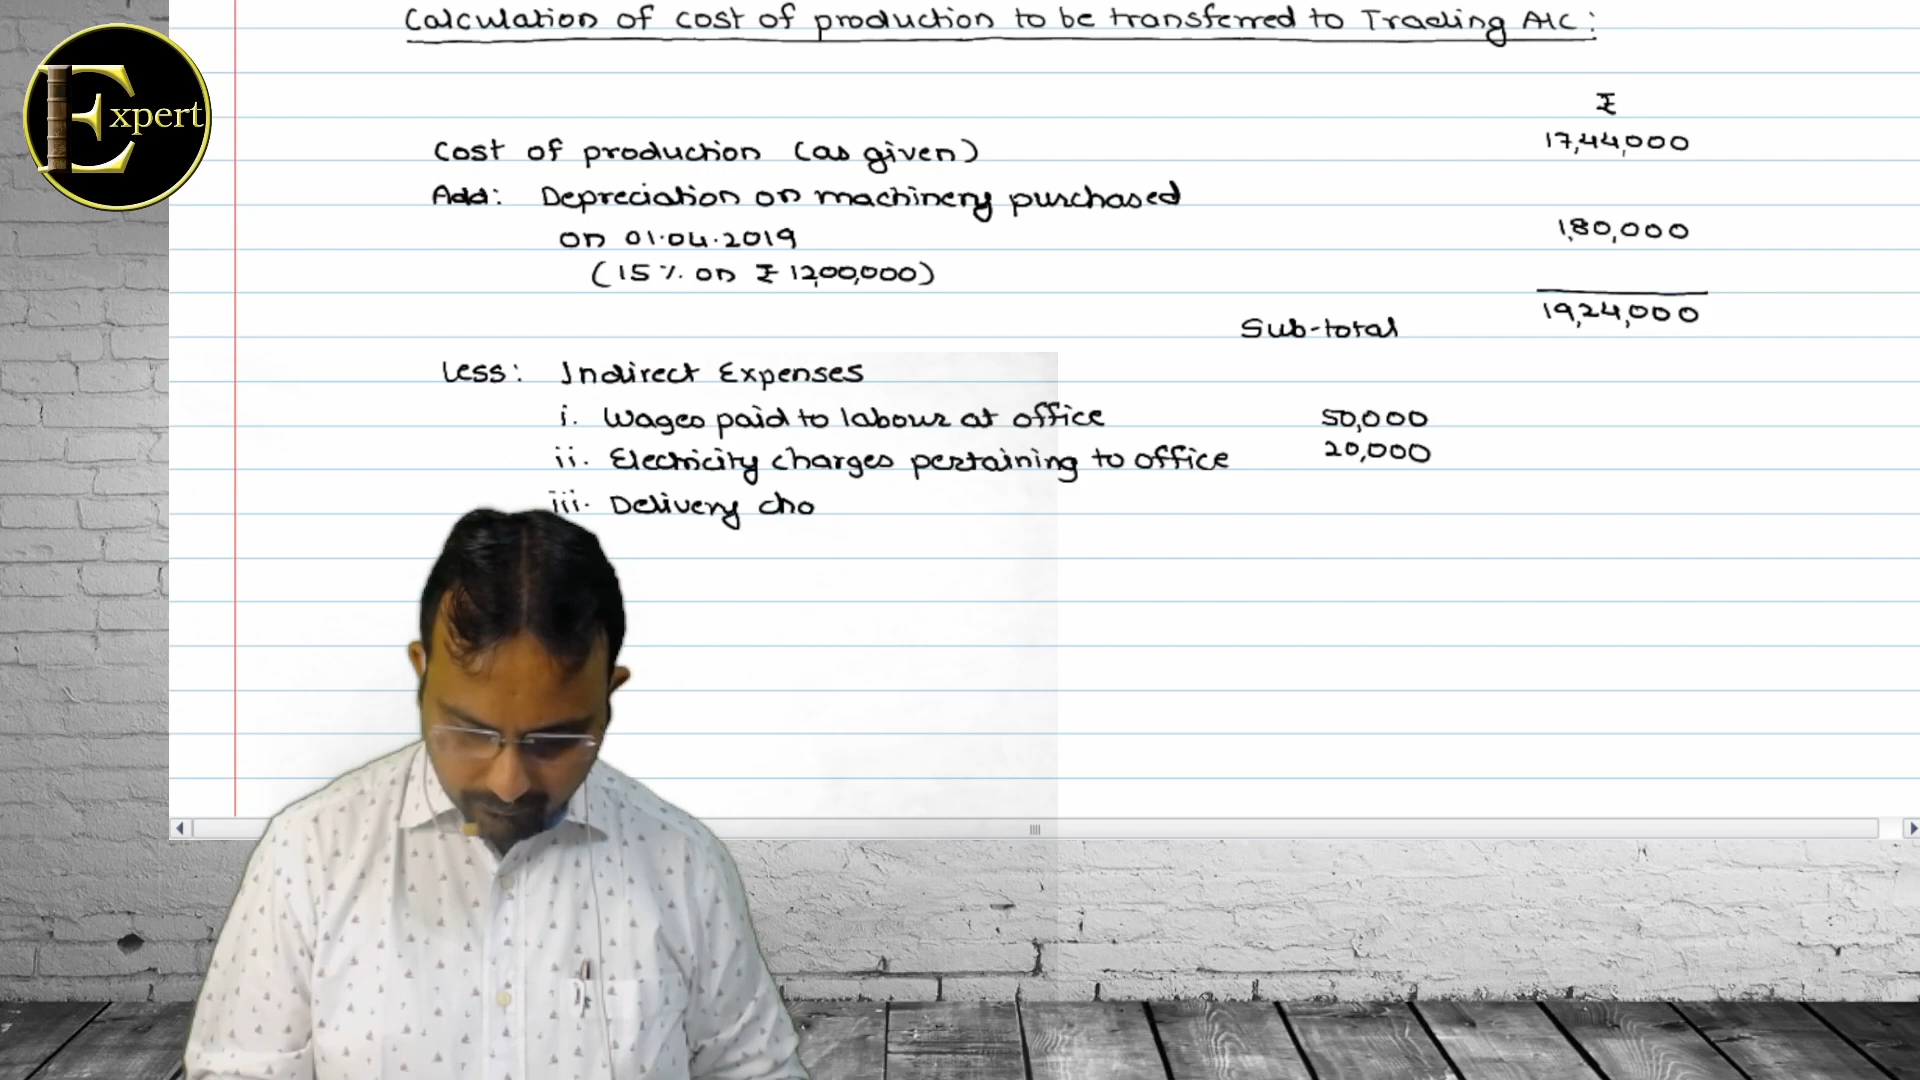 Expert
Calculation of cost of production to be transferred to Trading A/c :
₹
Cost of production (as given) 17,44,000
Add: Depreciation on machinery purchased
on 01.04.2019 1,80,000
(15 % on ₹ 12,00,000)
Sub-total 19,24,000
Less: Indirect Expenses
i. Wages paid to labour at office 50,000
ii. Electricity charges pertaining to office 20,000
iii. Delivery cha